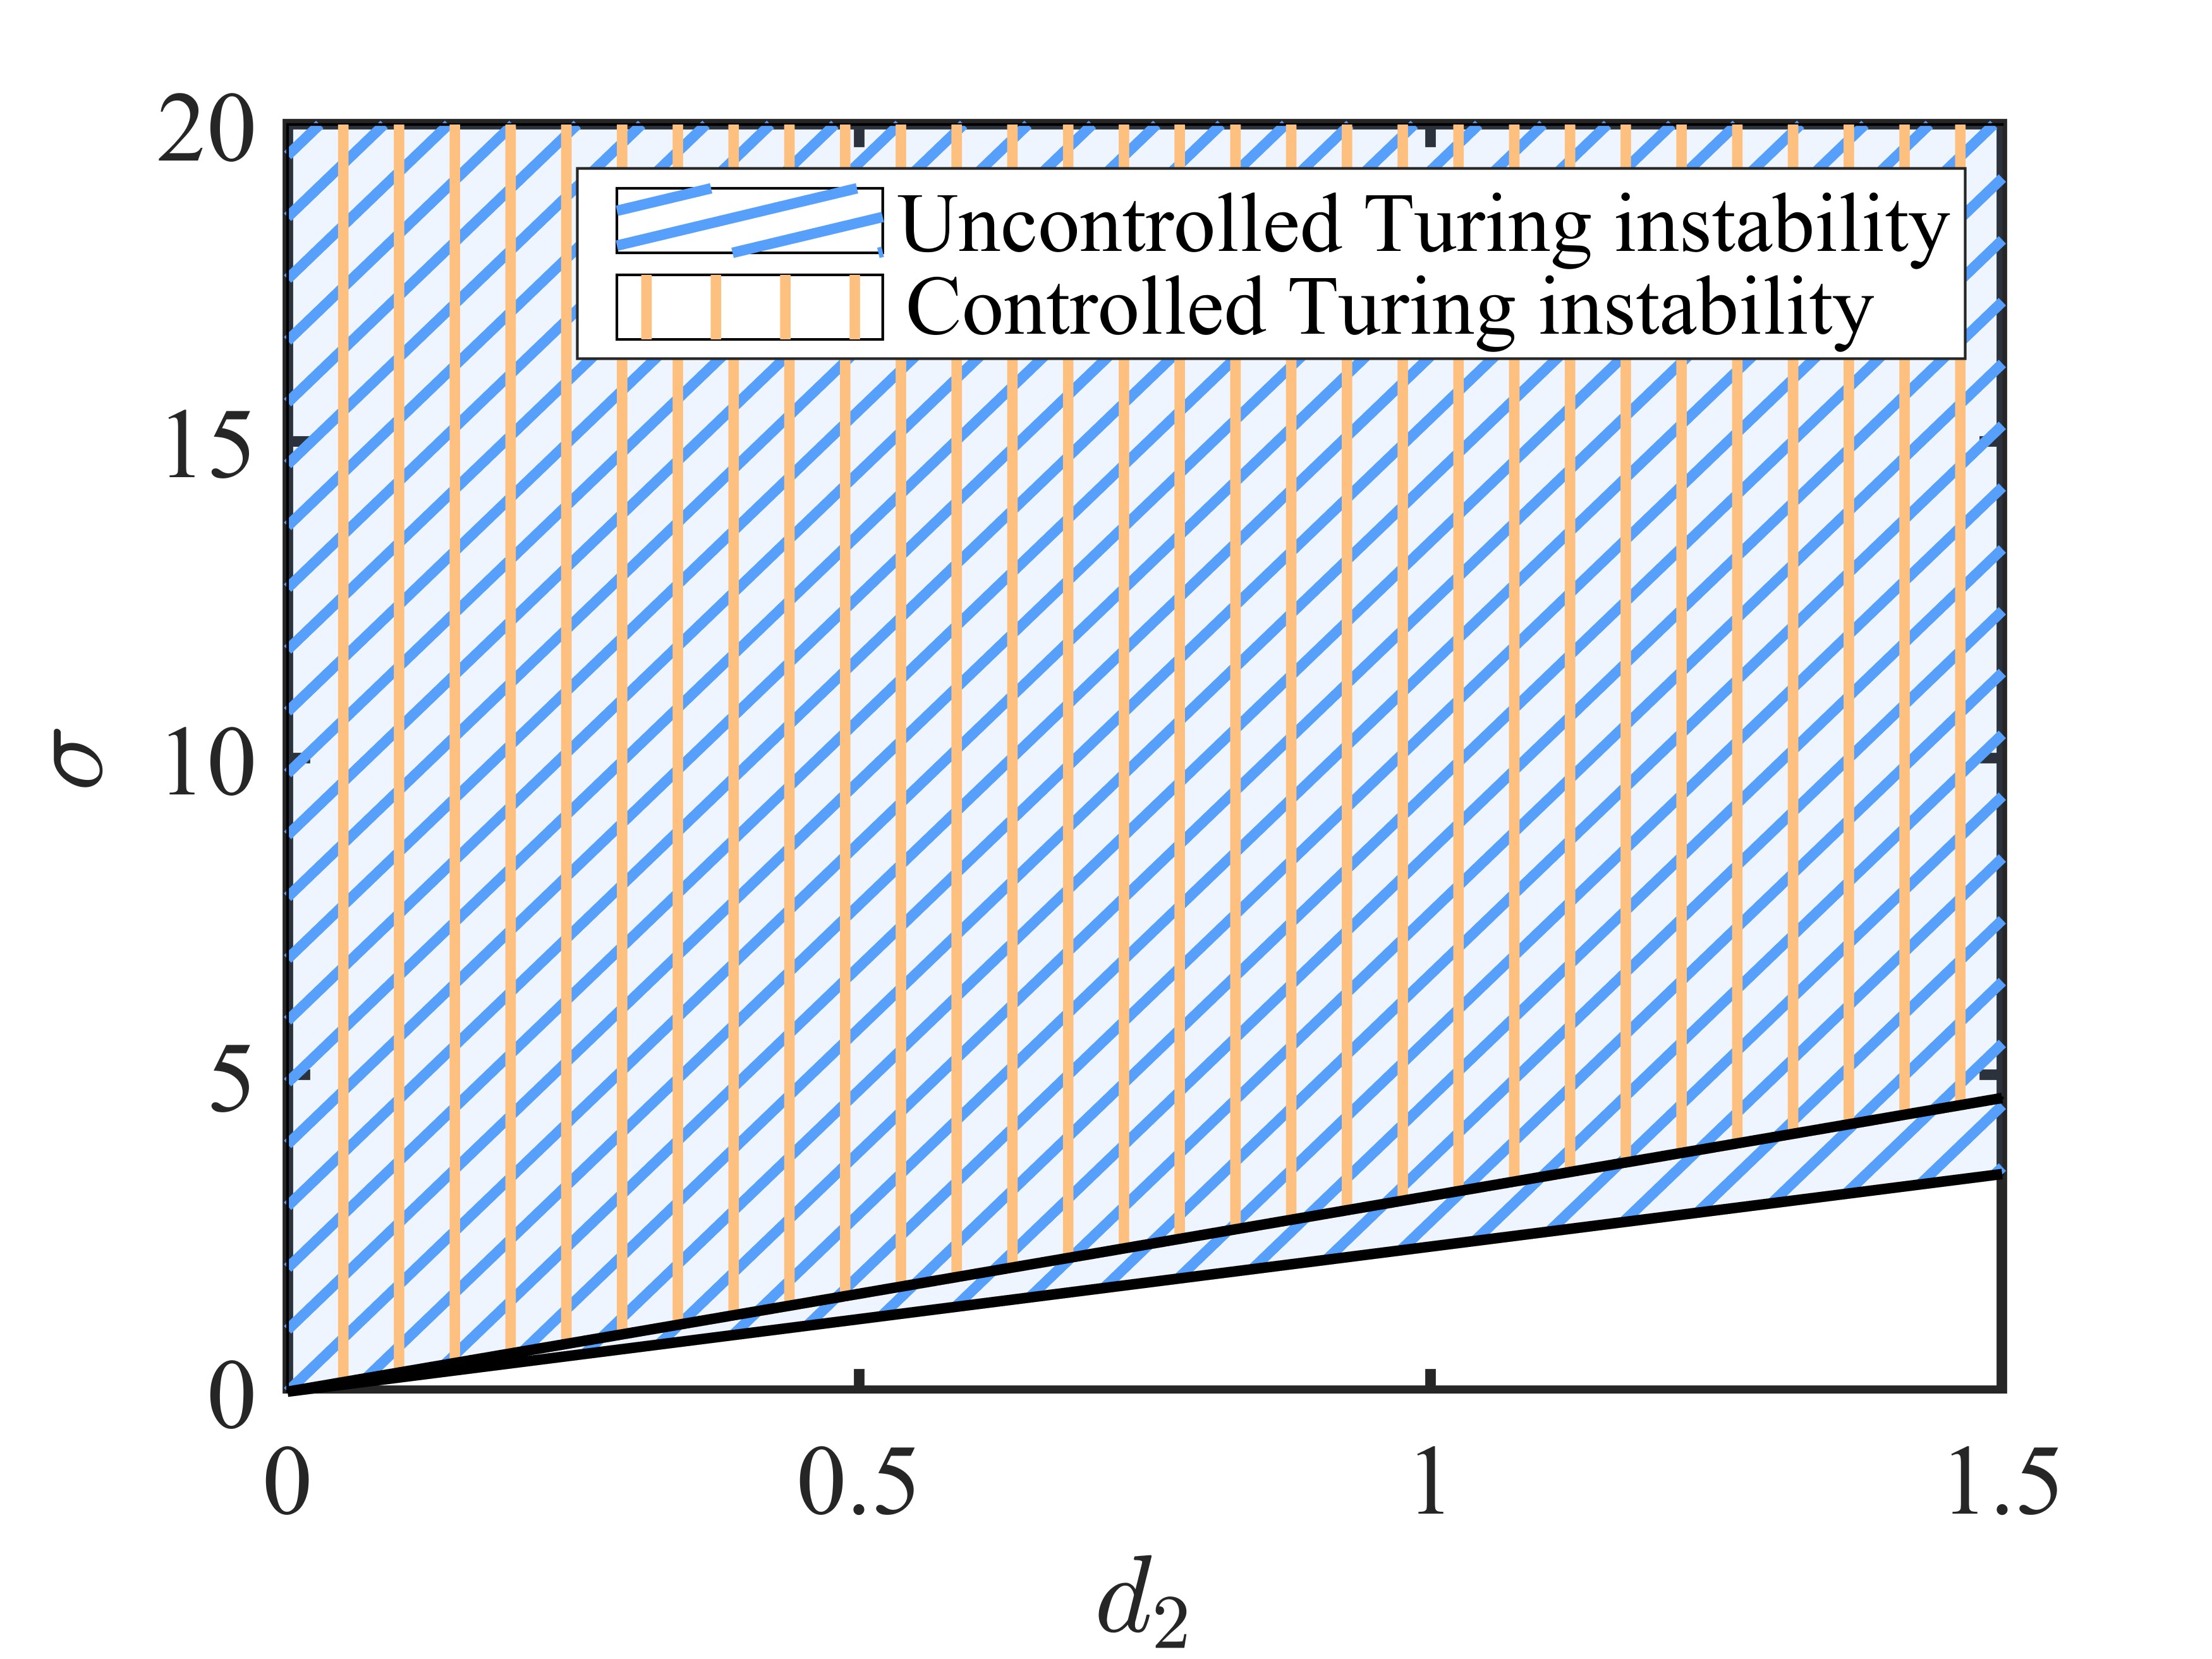 20
Uncontrolled Turing instability
Controlled Turing instability
15
σ
10
5
0
0 0.5 1 1.5
d₂